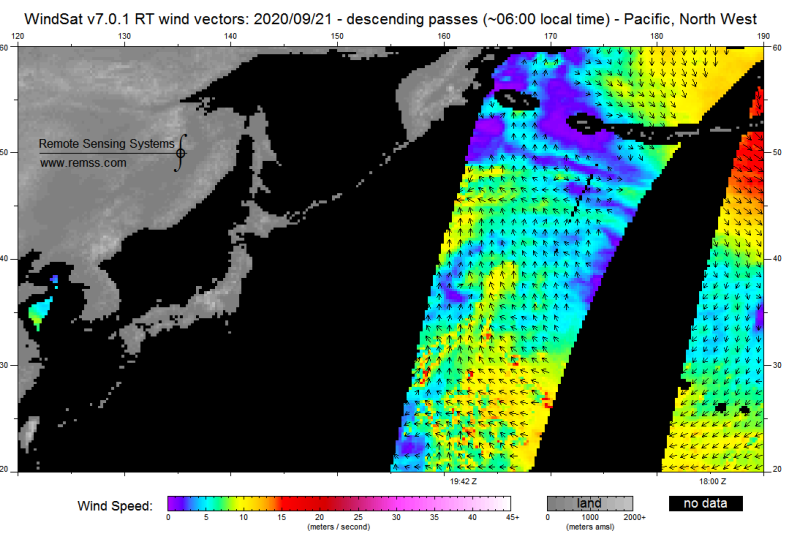 WindSat v7.0.1 RT wind vectors: 2020/09/21 - descending passes (~06:00 local time) - Pacific, North West
120 130 140 150 160 170 180 190
60 60
Remote Sensing Systems
www.remss.com
50 50
40 40
30 30
20 20
19:42 Z 18:00 Z
Wind Speed: land no data
0 5 10 15 20 25 30 35 40 45+ 0 1000 2000+
(meters / second) (meters amsl)